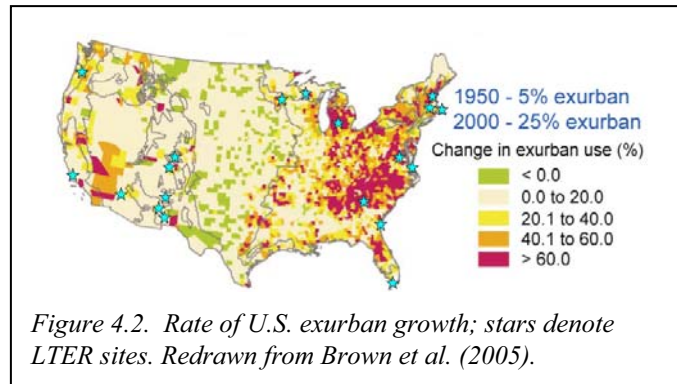 1950 - 5% exurban
2000 - 25% exurban
Change in exurban use (%)
< 0.0
0.0 to 20.0
20.1 to 40.0
40.1 to 60.0
> 60.0
Figure 4.2. Rate of U.S. exurban growth; stars denote
LTER sites. Redrawn from Brown et al. (2005).